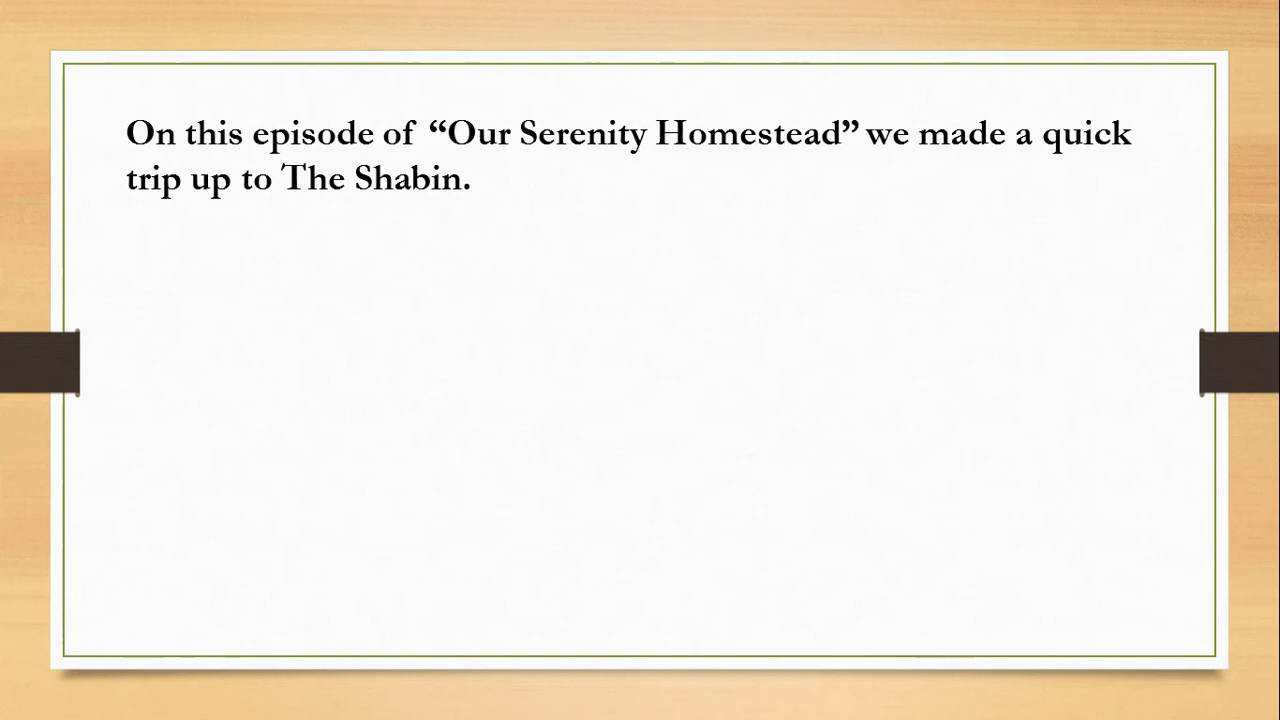 On this episode of “Our Serenity Homestead” we made a quick
trip up to The Shabin.